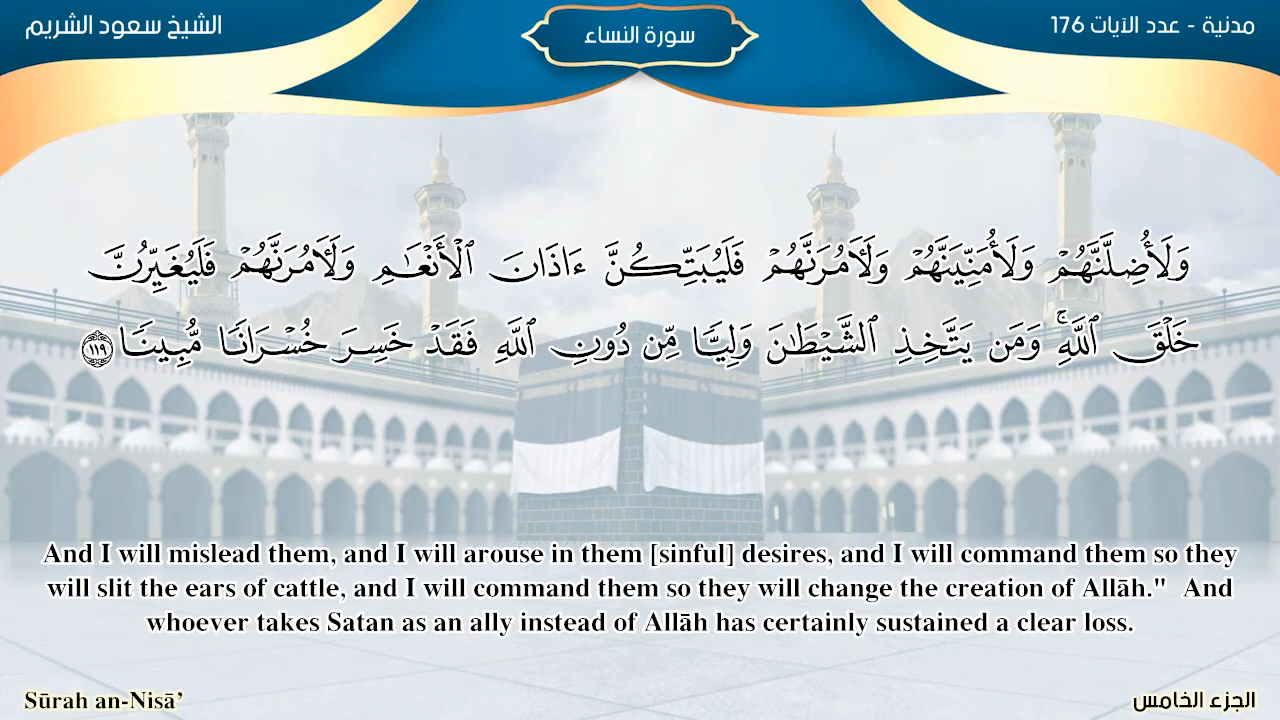 الشيخ سعود الشريم
سورة النساء
مدنية - عدد الآيات 176
وَلَأُضِلَّنَّهُمْ وَلَأُمَنِّيَنَّهُمْ وَلَـَٔامُرَنَّهُمْ فَلَيُبَتِّكُنَّ ءَاذَانَ ٱلْأَنْعَـٰمِ وَلَـَٔامُرَنَّهُمْ فَلَيُغَيِّرُنَّ
خَلْقَ ٱللَّهِ ۚ وَمَن يَتَّخِذِ ٱلشَّيْطَـٰنَ وَلِيًّا مِّن دُونِ ٱللَّهِ فَقَدْ خَسِرَ خُسْرَانًا مُّبِينًا ١١٩
And I will mislead them, and I will arouse in them [sinful] desires, and I will command them so they
will slit the ears of cattle, and I will command them so they will change the creation of Allāh." And
whoever takes Satan as an ally instead of Allāh has certainly sustained a clear loss.
Sūrah an-Nisā’
الجزء الخامس